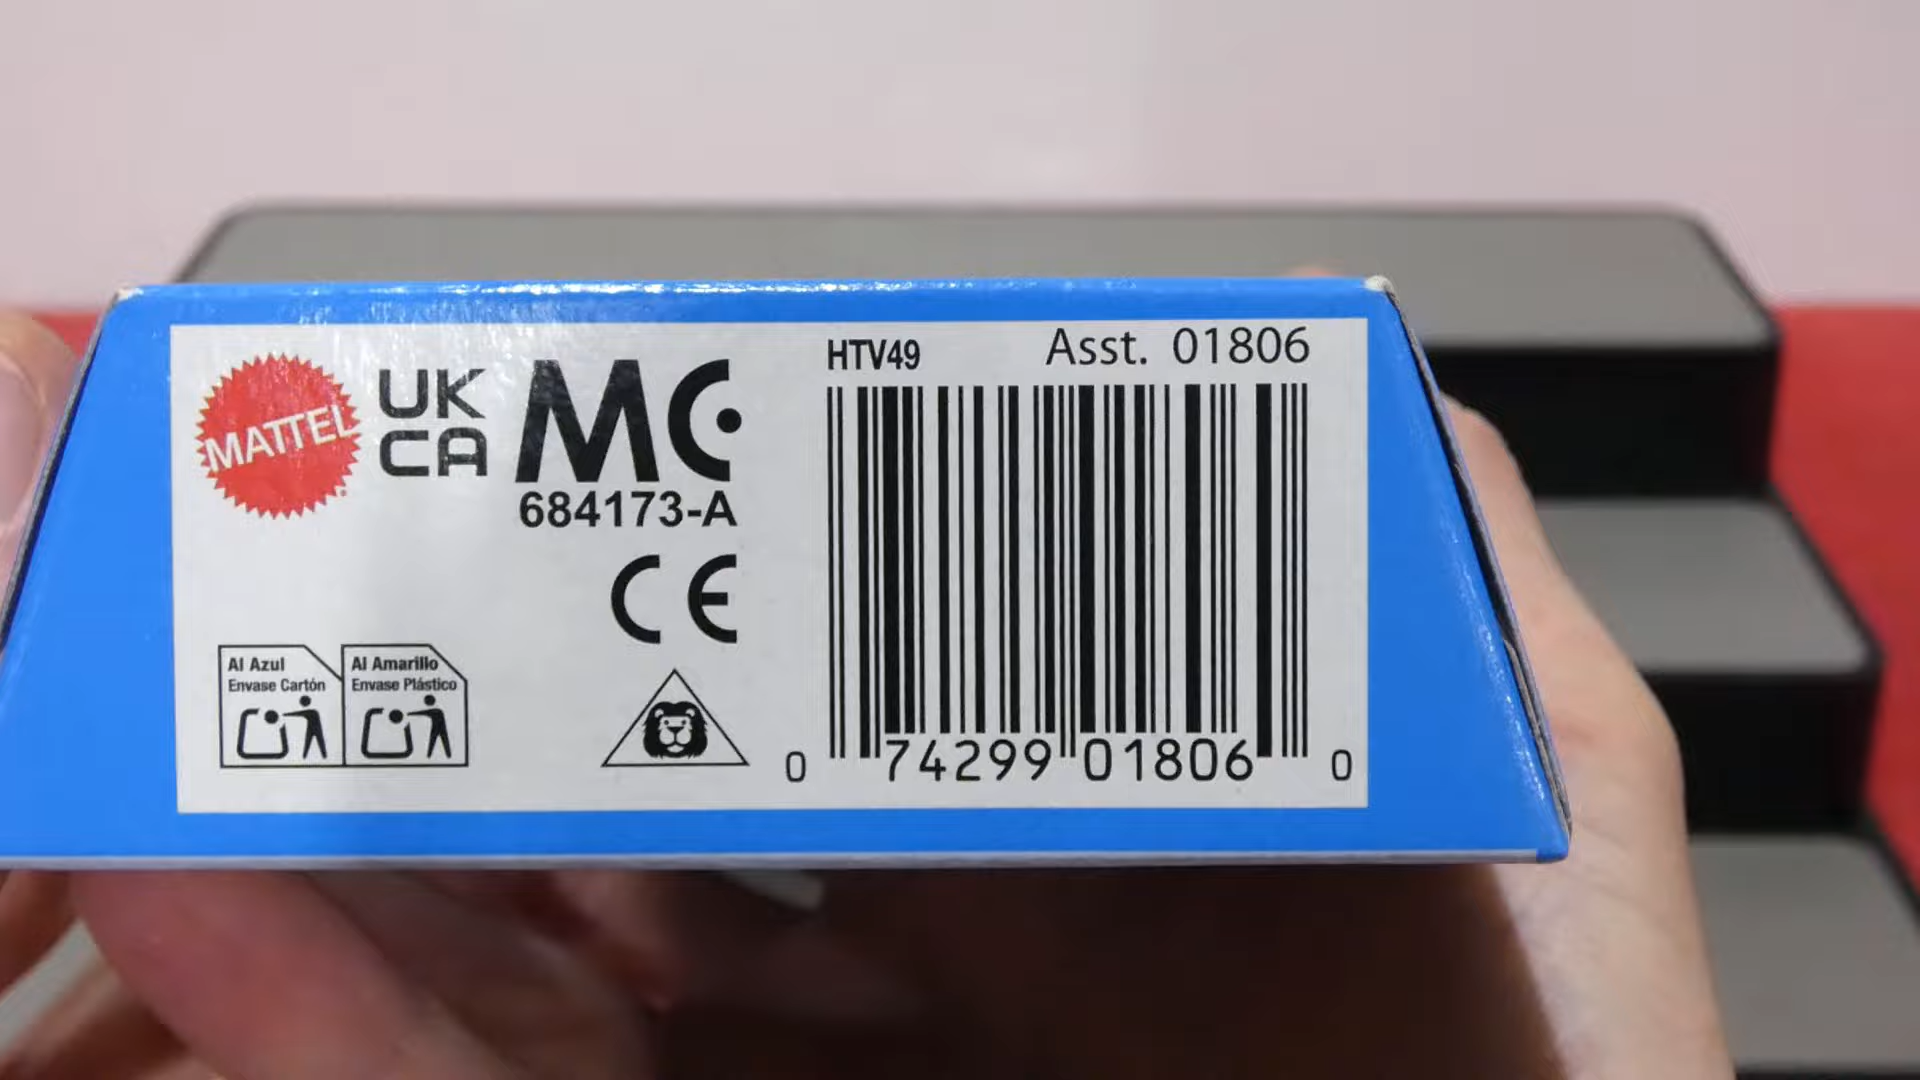 MATTEL
UK
CA
MC
684173-A
CE
Al Azul
Envase Cartón
Al Amarillo
Envase Plástico
HTV49
Asst. 01806
0 74299 01806 0